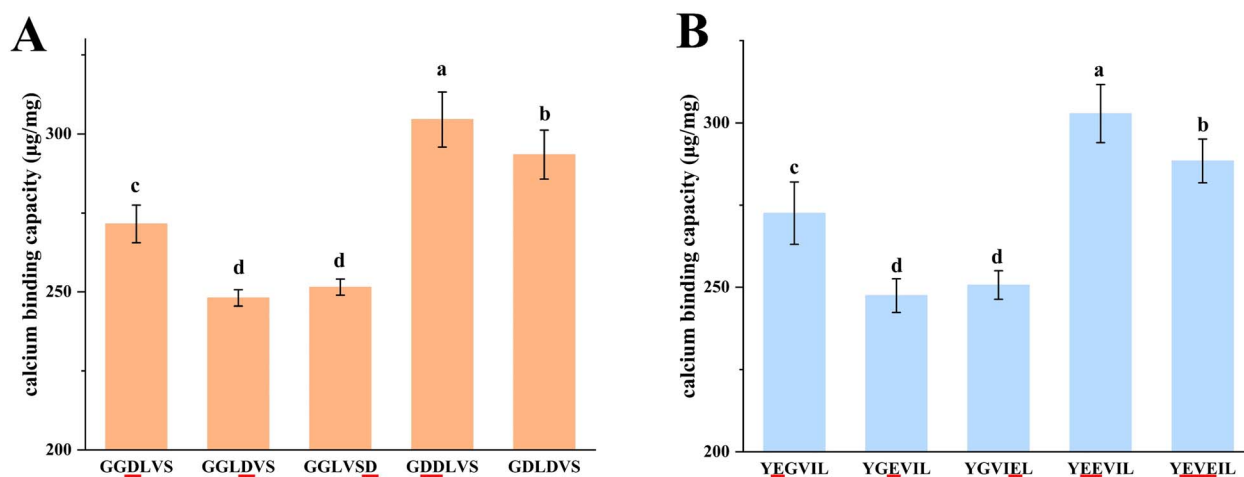 A
calcium binding capacity (µg/mg)
300
250
200
c
d
d
a
b
GGDLVS
GGLDVS
GGLVSD
GDDLVS
GDLDVS
B
calcium binding capacity (µg/mg)
300
250
200
c
d
d
a
b
YEGVIL
YGEVIL
YGVIEL
YEEVIL
YEVEIL